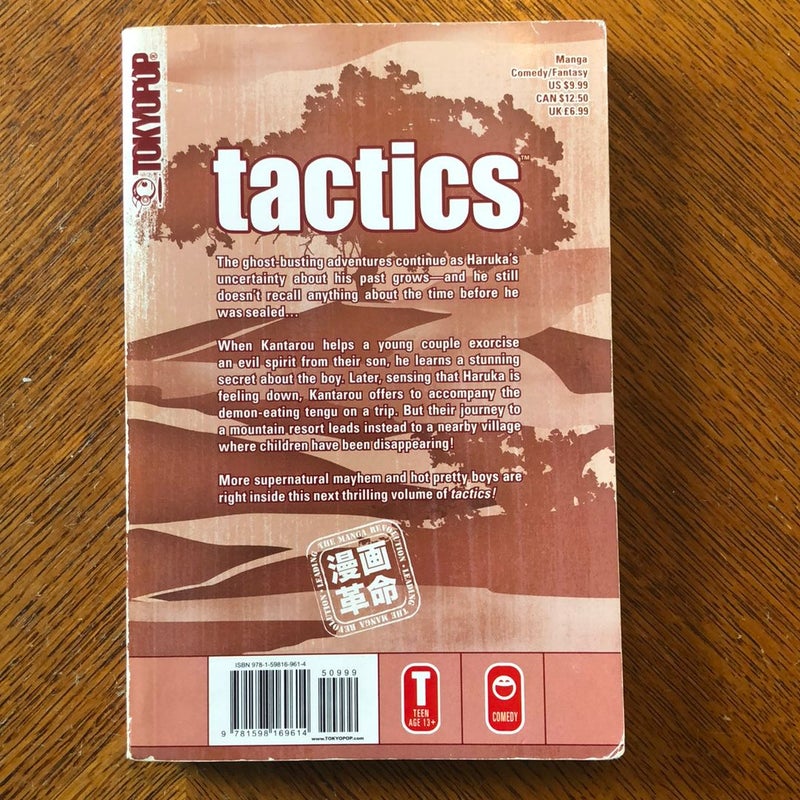 TOKYOPOP®
Manga
Comedy/Fantasy
US $9.99
CAN $12.50
UK £6.99
tactics™
The ghost-busting adventures continue as Haruka's
uncertainty about his past grows—and he still
doesn't recall anything about the time before he
was sealed...
When Kantarou helps a young couple exorcise
an evil spirit from their son, he learns a stunning
secret about the boy. Later, sensing that Haruka is
feeling down, Kantarou offers to accompany the
demon-eating tengu on a trip. But their journey to
a mountain resort leads instead to a nearby village
where children have been disappearing!
More supernatural mayhem and hot pretty boys are
right inside this next thrilling volume of tactics!
LEADING THE MANGA REVOLUTION · LEADING THE MANGA REVOLUTION ·
漫画
革命
ISBN 978-1-59816-961-4
50999
9 781598 169614
www.TOKYOPOP.com
T
TEEN
AGE 13+
COMEDY